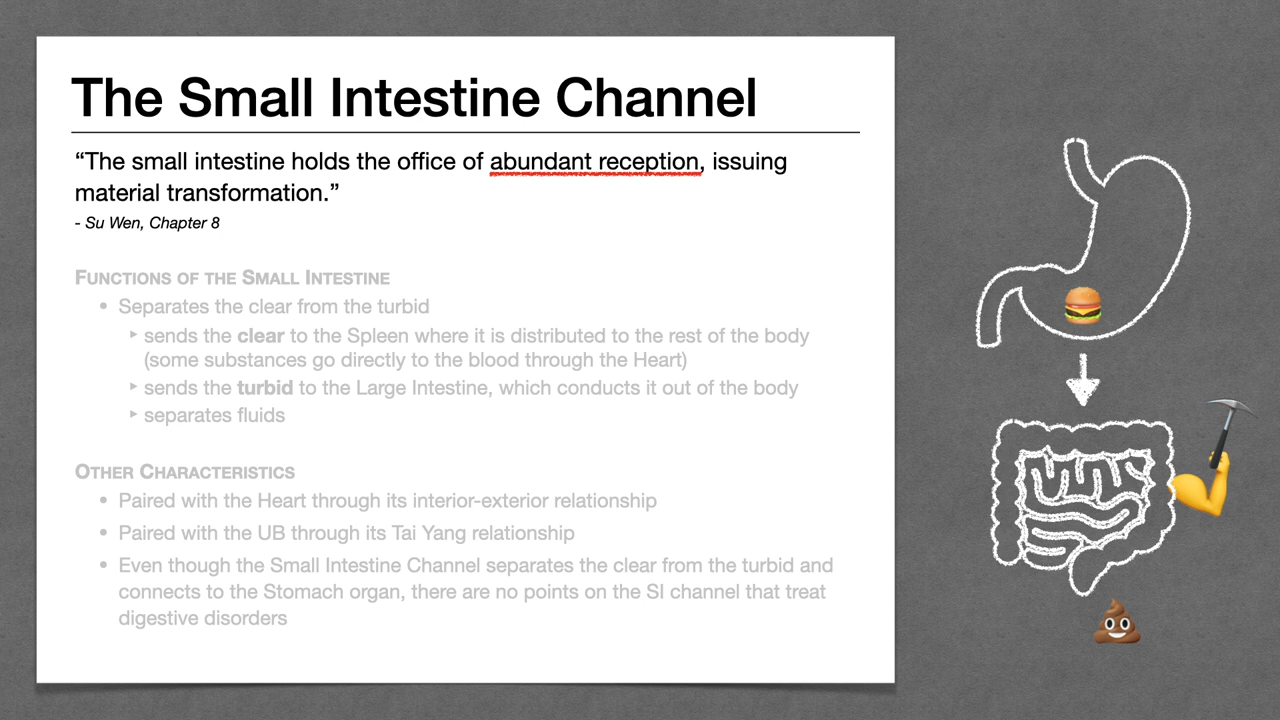 The Small Intestine Channel
“The small intestine holds the office of abundant reception, issuing
material transformation.”
- Su Wen, Chapter 8
FUNCTIONS OF THE SMALL INTESTINE
• Separates the clear from the turbid
‣ sends the clear to the Spleen where it is distributed to the rest of the body
(some substances go directly to the blood through the Heart)
‣ sends the turbid to the Large Intestine, which conducts it out of the body
‣ separates fluids
OTHER CHARACTERISTICS
• Paired with the Heart through its interior-exterior relationship
• Paired with the UB through its Tai Yang relationship
• Even though the Small Intestine Channel separates the clear from the turbid and
connects to the Stomach organ, there are no points on the SI channel that treat
digestive disorders